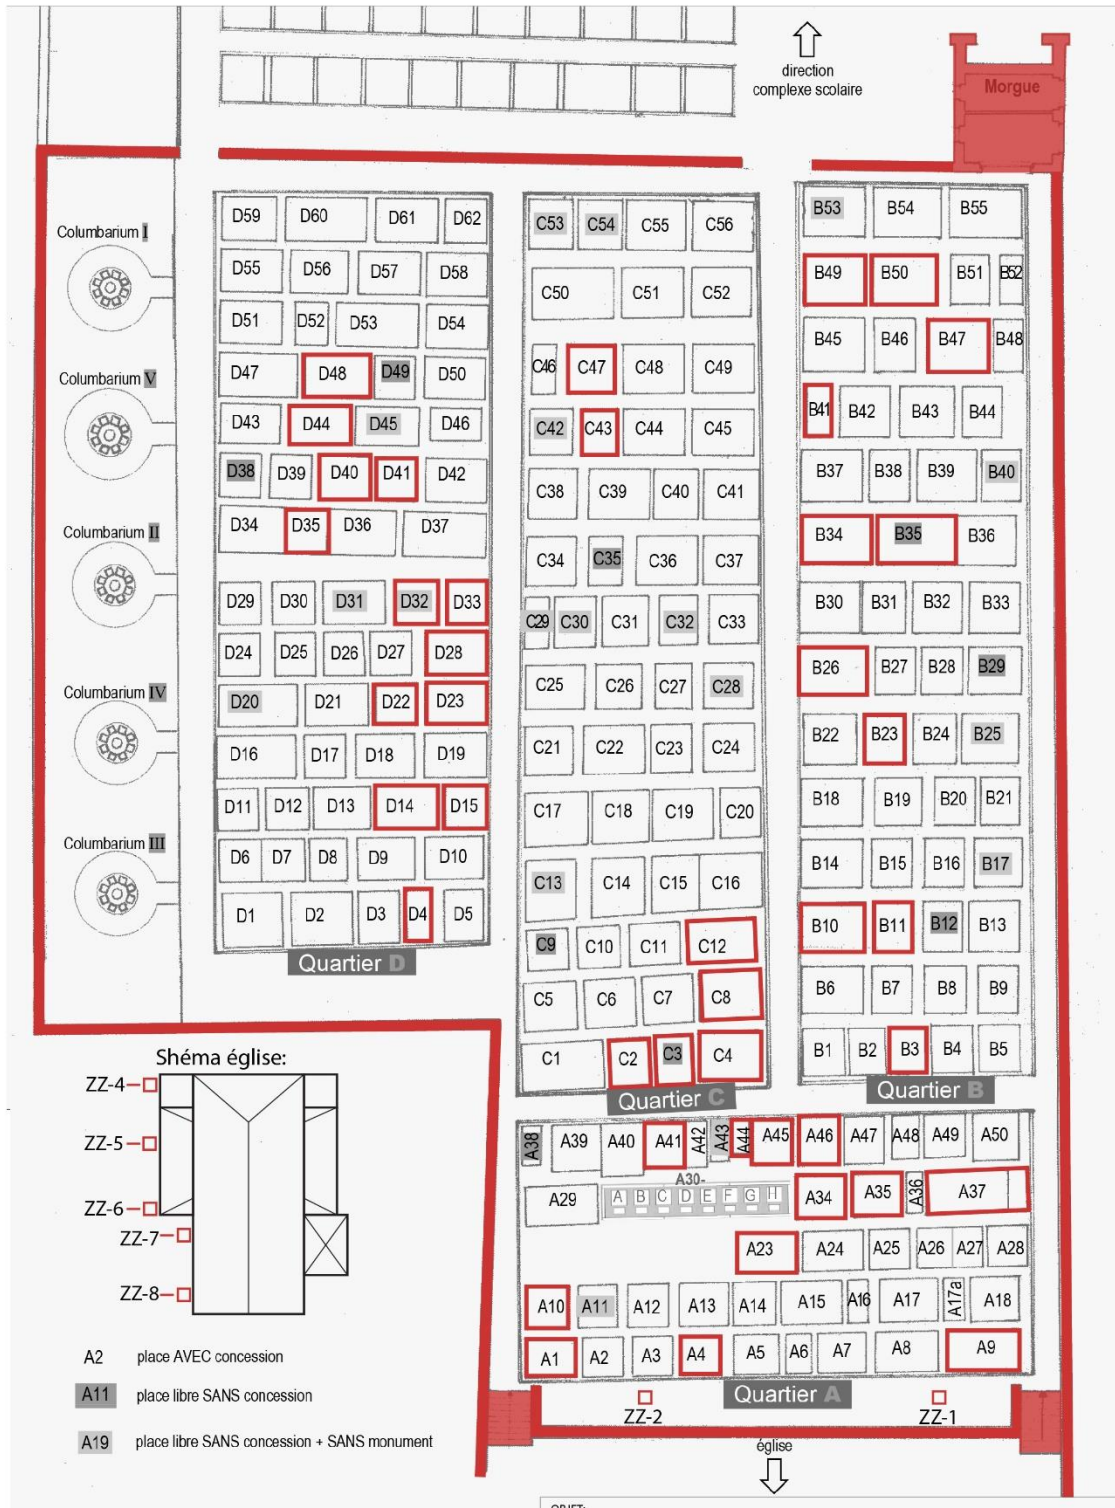 direction
complexe scolaire
Morgue
Columbarium I
Columbarium V
Columbarium II
Columbarium IV
Columbarium III
D59 D60 D61 D62
D55 D56 D57 D58
D51 D52 D53 D54
D47 D48 D49 D50
D43 D44 D45 D46
D38 D39 D40 D41 D42
D34 D35 D36 D37
D29 D30 D31 D32 D33
D24 D25 D26 D27 D28
D20 D21 D22 D23
D16 D17 D18 D19
D11 D12 D13 D14 D15
D6 D7 D8 D9 D10
D1 D2 D3 D4 D5
Quartier D
C53 C54 C55 C56
C50 C51 C52
C46 C47 C48 C49
C42 C43 C44 C45
C38 C39 C40 C41
C34 C35 C36 C37
C29 C30 C31 C32 C33
C25 C26 C27 C28
C21 C22 C23 C24
C17 C18 C19 C20
C13 C14 C15 C16
C9 C10 C11 C12
C5 C6 C7 C8
C1 C2 C3 C4
Quartier C
B53 B54 B55
B49 B50 B51 B52
B45 B46 B47 B48
B41 B42 B43 B44
B37 B38 B39 B40
B34 B35 B36
B30 B31 B32 B33
B26 B27 B28 B29
B22 B23 B24 B25
B18 B19 B20 B21
B14 B15 B16 B17
B10 B11 B12 B13
B6 B7 B8 B9
B1 B2 B3 B4 B5
Quartier B
A38 A39 A40 A41 A42 A43 A44 A45 A46 A47 A48 A49 A50
A30-
A29 A B C D E F G H A34 A35 A36 A37
A23 A24 A25 A26 A27 A28
A10 A11 A12 A13 A14 A15 A16 A17 A17a A18
A1 A2 A3 A4 A5 A6 A7 A8 A9
Quartier A
ZZ-2 ZZ-1
église
Shéma église:
ZZ-4
ZZ-5
ZZ-6
ZZ-7
ZZ-8
A2 place AVEC concession
A11 place libre SANS concession
A19 place libre SANS concession + SANS monument